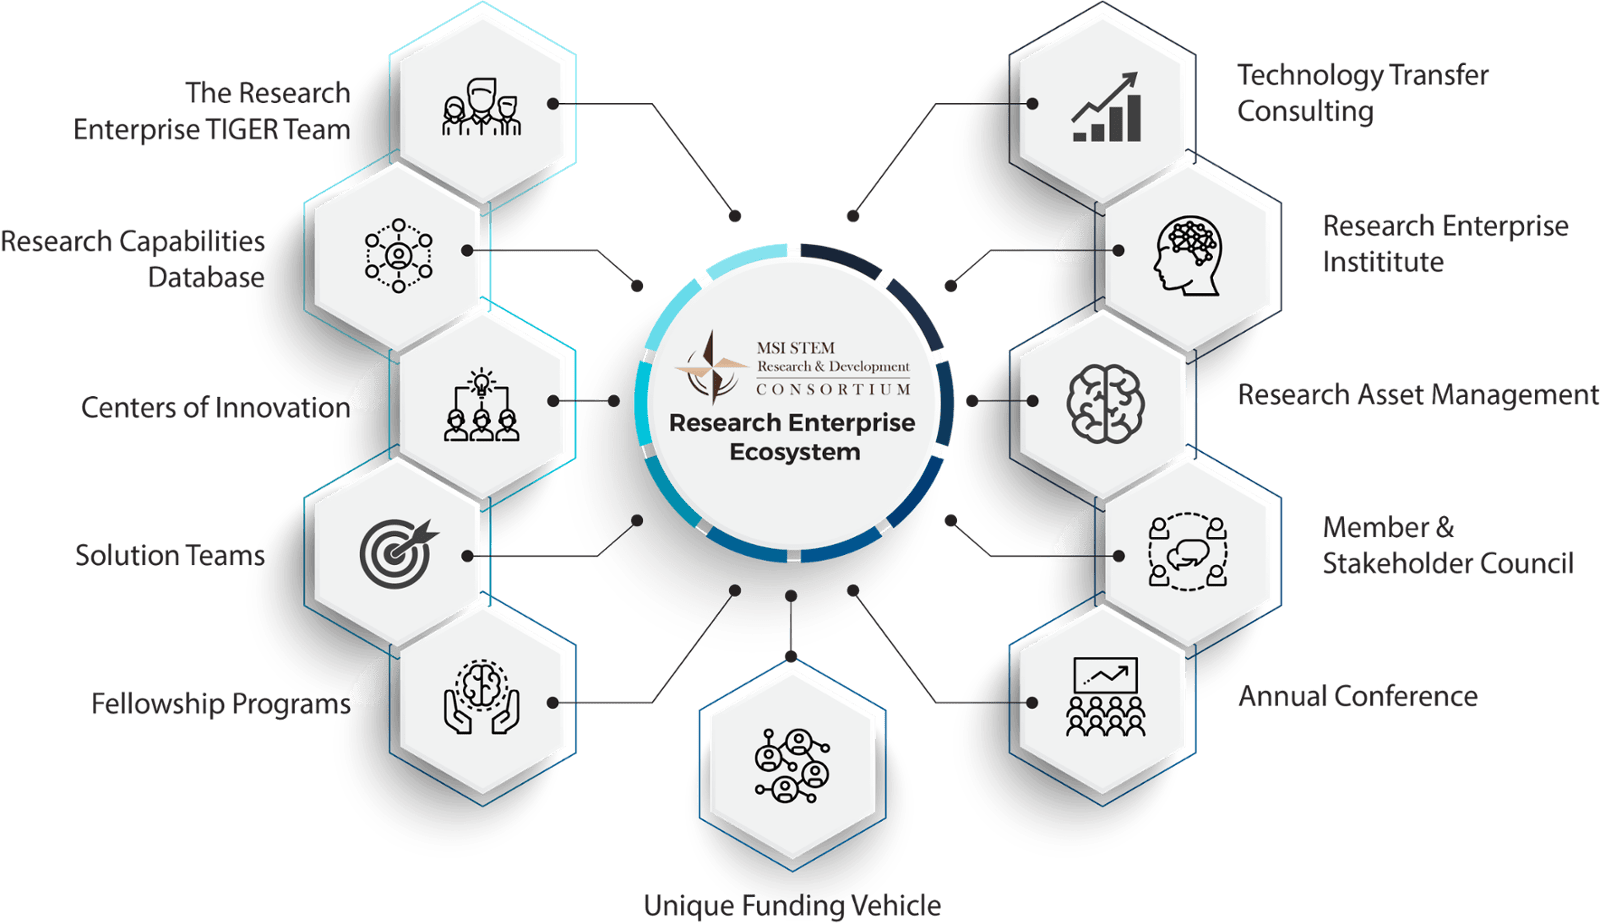 The Research
Enterprise TIGER Team
Research Capabilities
Database
Centers of Innovation
Solution Teams
Fellowship Programs
MSI STEM
Research & Development
CONSORTIUM
Research Enterprise
Ecosystem
Technology Transfer
Consulting
Research Enterprise
Instititute
Research Asset Management
Member &
Stakeholder Council
Annual Conference
Unique Funding Vehicle